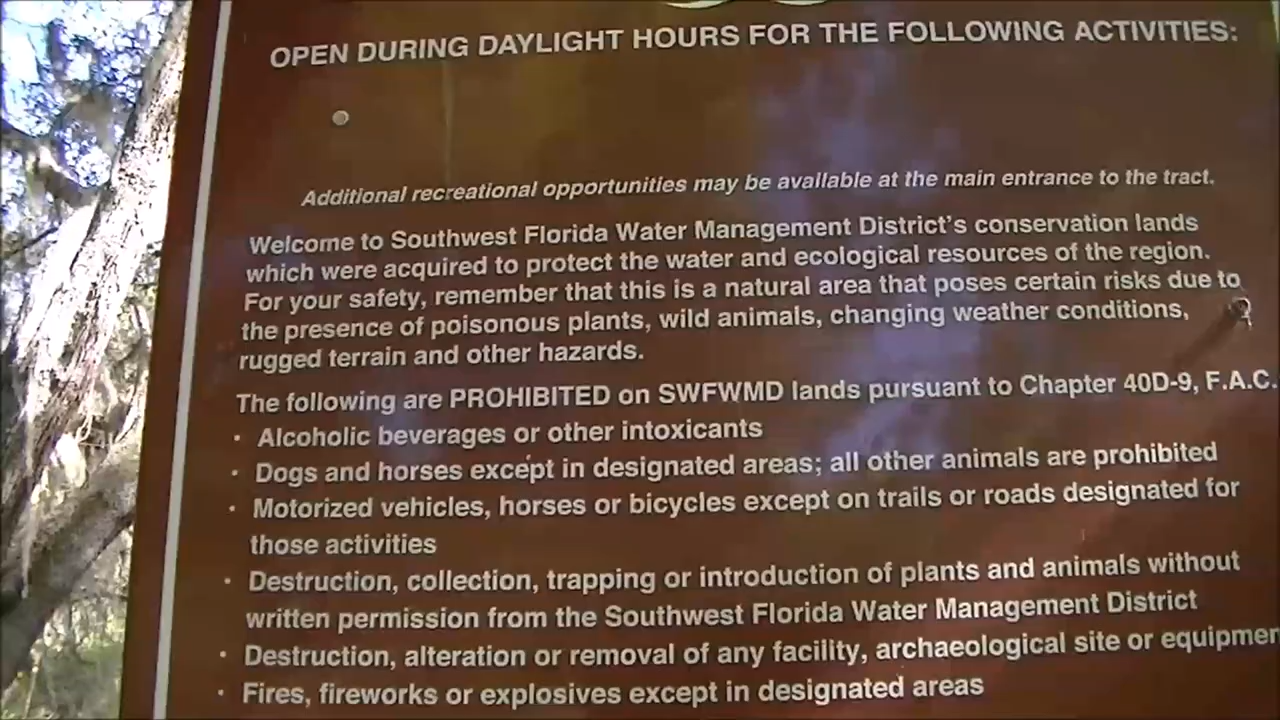 OPEN DURING DAYLIGHT HOURS FOR THE FOLLOWING ACTIVITIES:
Additional recreational opportunities may be available at the main entrance to the tract.
Welcome to Southwest Florida Water Management District's conservation lands
which were acquired to protect the water and ecological resources of the region.
For your safety, remember that this is a natural area that poses certain risks due to
the presence of poisonous plants, wild animals, changing weather conditions,
rugged terrain and other hazards.
The following are PROHIBITED on SWFWMD lands pursuant to Chapter 40D-9, F.A.C.
· Alcoholic beverages or other intoxicants
· Dogs and horses except in designated areas; all other animals are prohibited
· Motorized vehicles, horses or bicycles except on trails or roads designated for
those activities
· Destruction, collection, trapping or introduction of plants and animals without
written permission from the Southwest Florida Water Management District
· Destruction, alteration or removal of any facility, archaeological site or equipmen
· Fires, fireworks or explosives except in designated areas